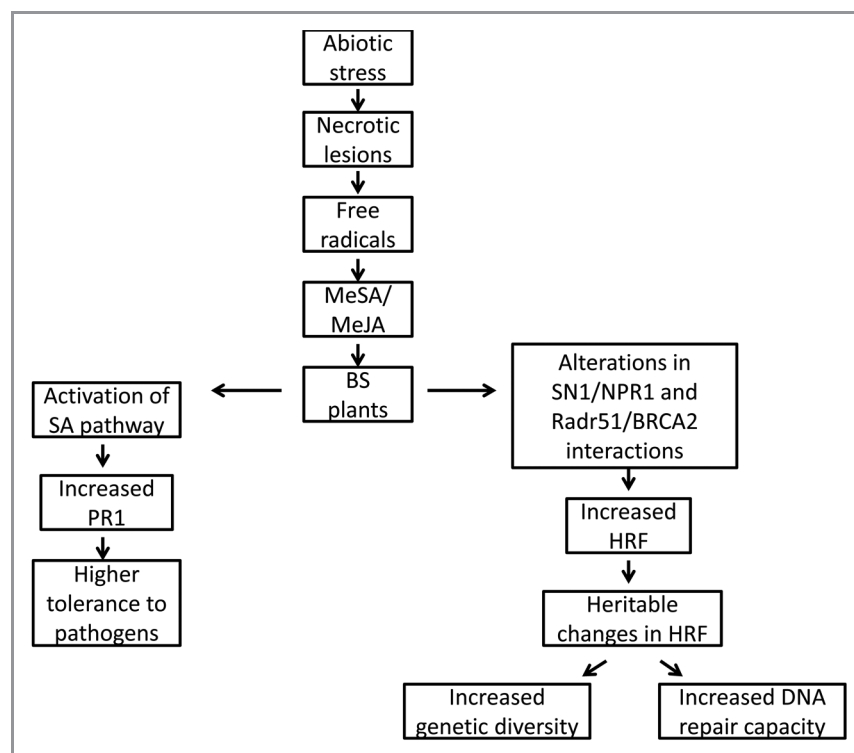 Abiotic
stress
Necrotic
lesions
Free
radicals
MeSA/
MeJA
BS
plants
Activation of
SA pathway
Increased
PR1
Higher
tolerance to
pathogens
Alterations in
SN1/NPR1 and
Radr51/BRCA2
interactions
Increased
HRF
Heritable
changes in HRF
Increased
genetic diversity
Increased DNA
repair capacity